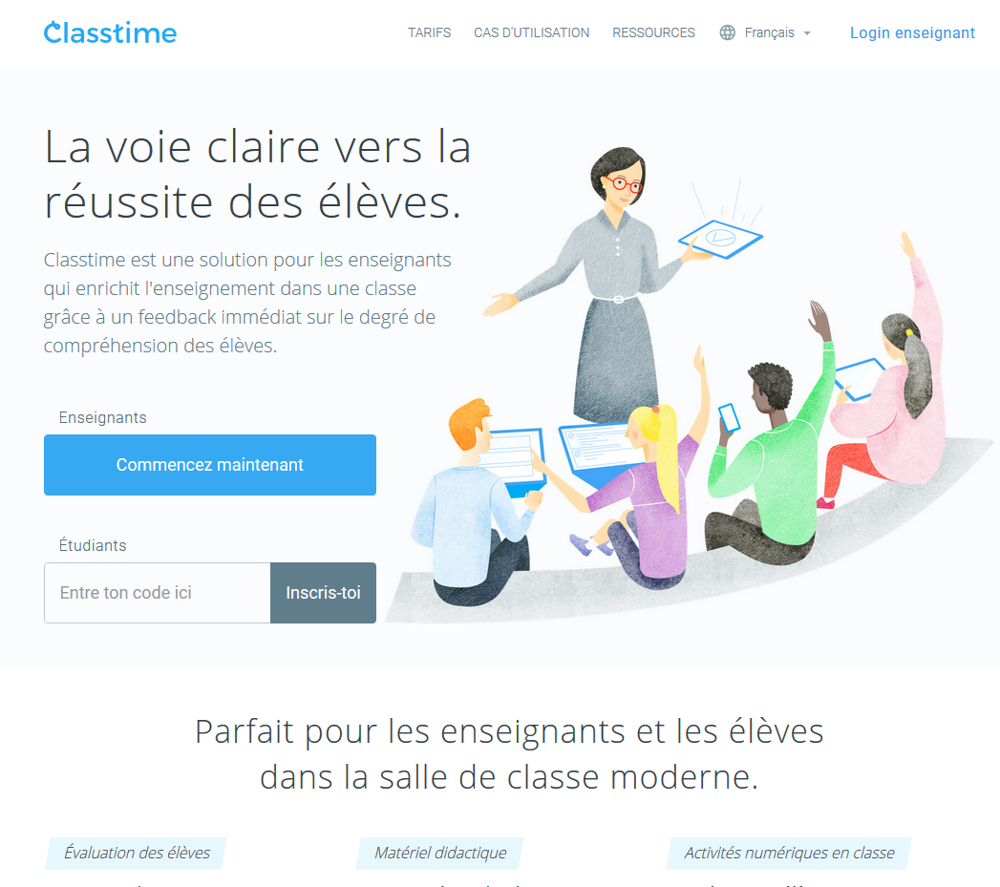 Classtime
TARIFS
CAS D'UTILISATION
RESSOURCES
Français
Login enseignant
La voie claire vers la
réussite des élèves.
Classtime est une solution pour les enseignants
qui enrichit l'enseignement dans une classe
grâce à un feedback immédiat sur le degré de
compréhension des élèves.
Enseignants
Commencez maintenant
Étudiants
Entre ton code ici
Inscris-toi
Parfait pour les enseignants et les élèves
dans la salle de classe moderne.
Évaluation des élèves
Matériel didactique
Activités numériques en classe